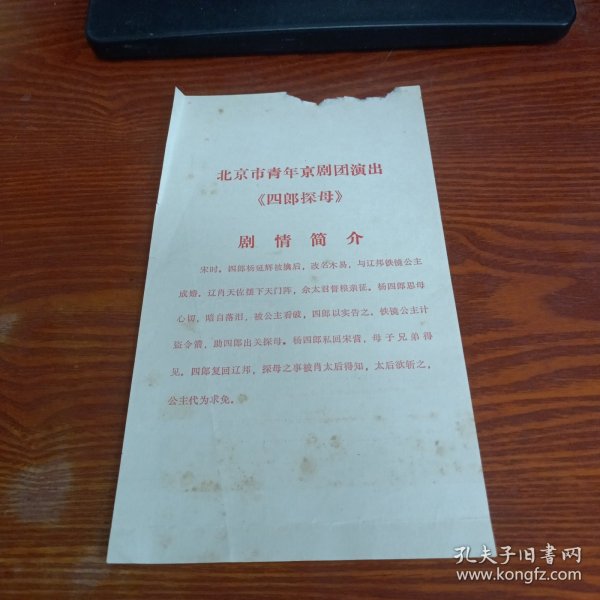 北京市青年京剧团演出
《四郎探母》
剧情简介
宋时。四郎杨延辉被擒后，改名木易，与辽邦铁镜公主
成婚。辽肖天佐摆下天门阵，佘太君督粮亲征。杨四郎思母
心切，暗自落泪，被公主看破，四郎以实告之。铁镜公主计
盗令箭，助四郎出关探母。杨四郎私回宋营，母子兄弟得
见。四郎复回辽邦，探母之事被肖太后得知，太后欲斩之，
公主代为求免。
孔夫子旧书网
www.kongfz.com